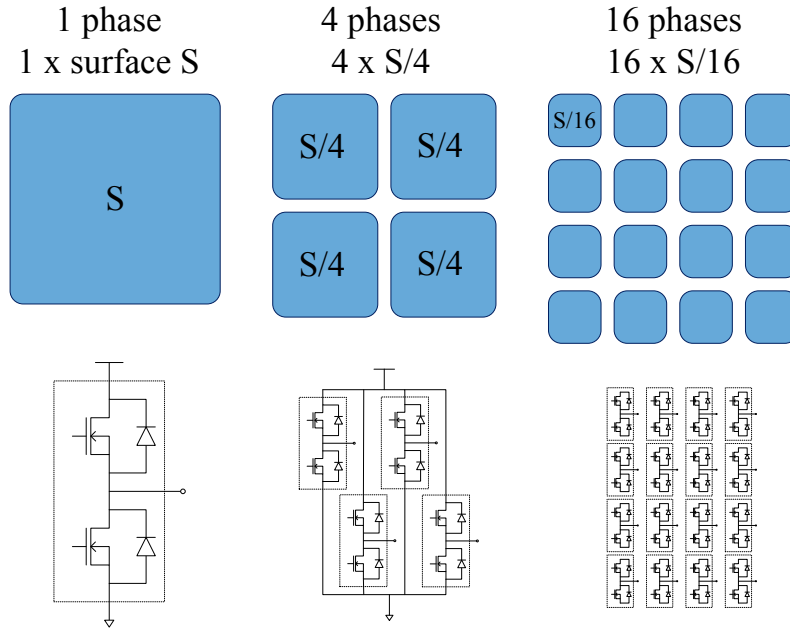 1 phase
1 x surface S
4 phases
4 x S/4
16 phases
16 x S/16
S
S/4
S/4
S/4
S/4
S/16